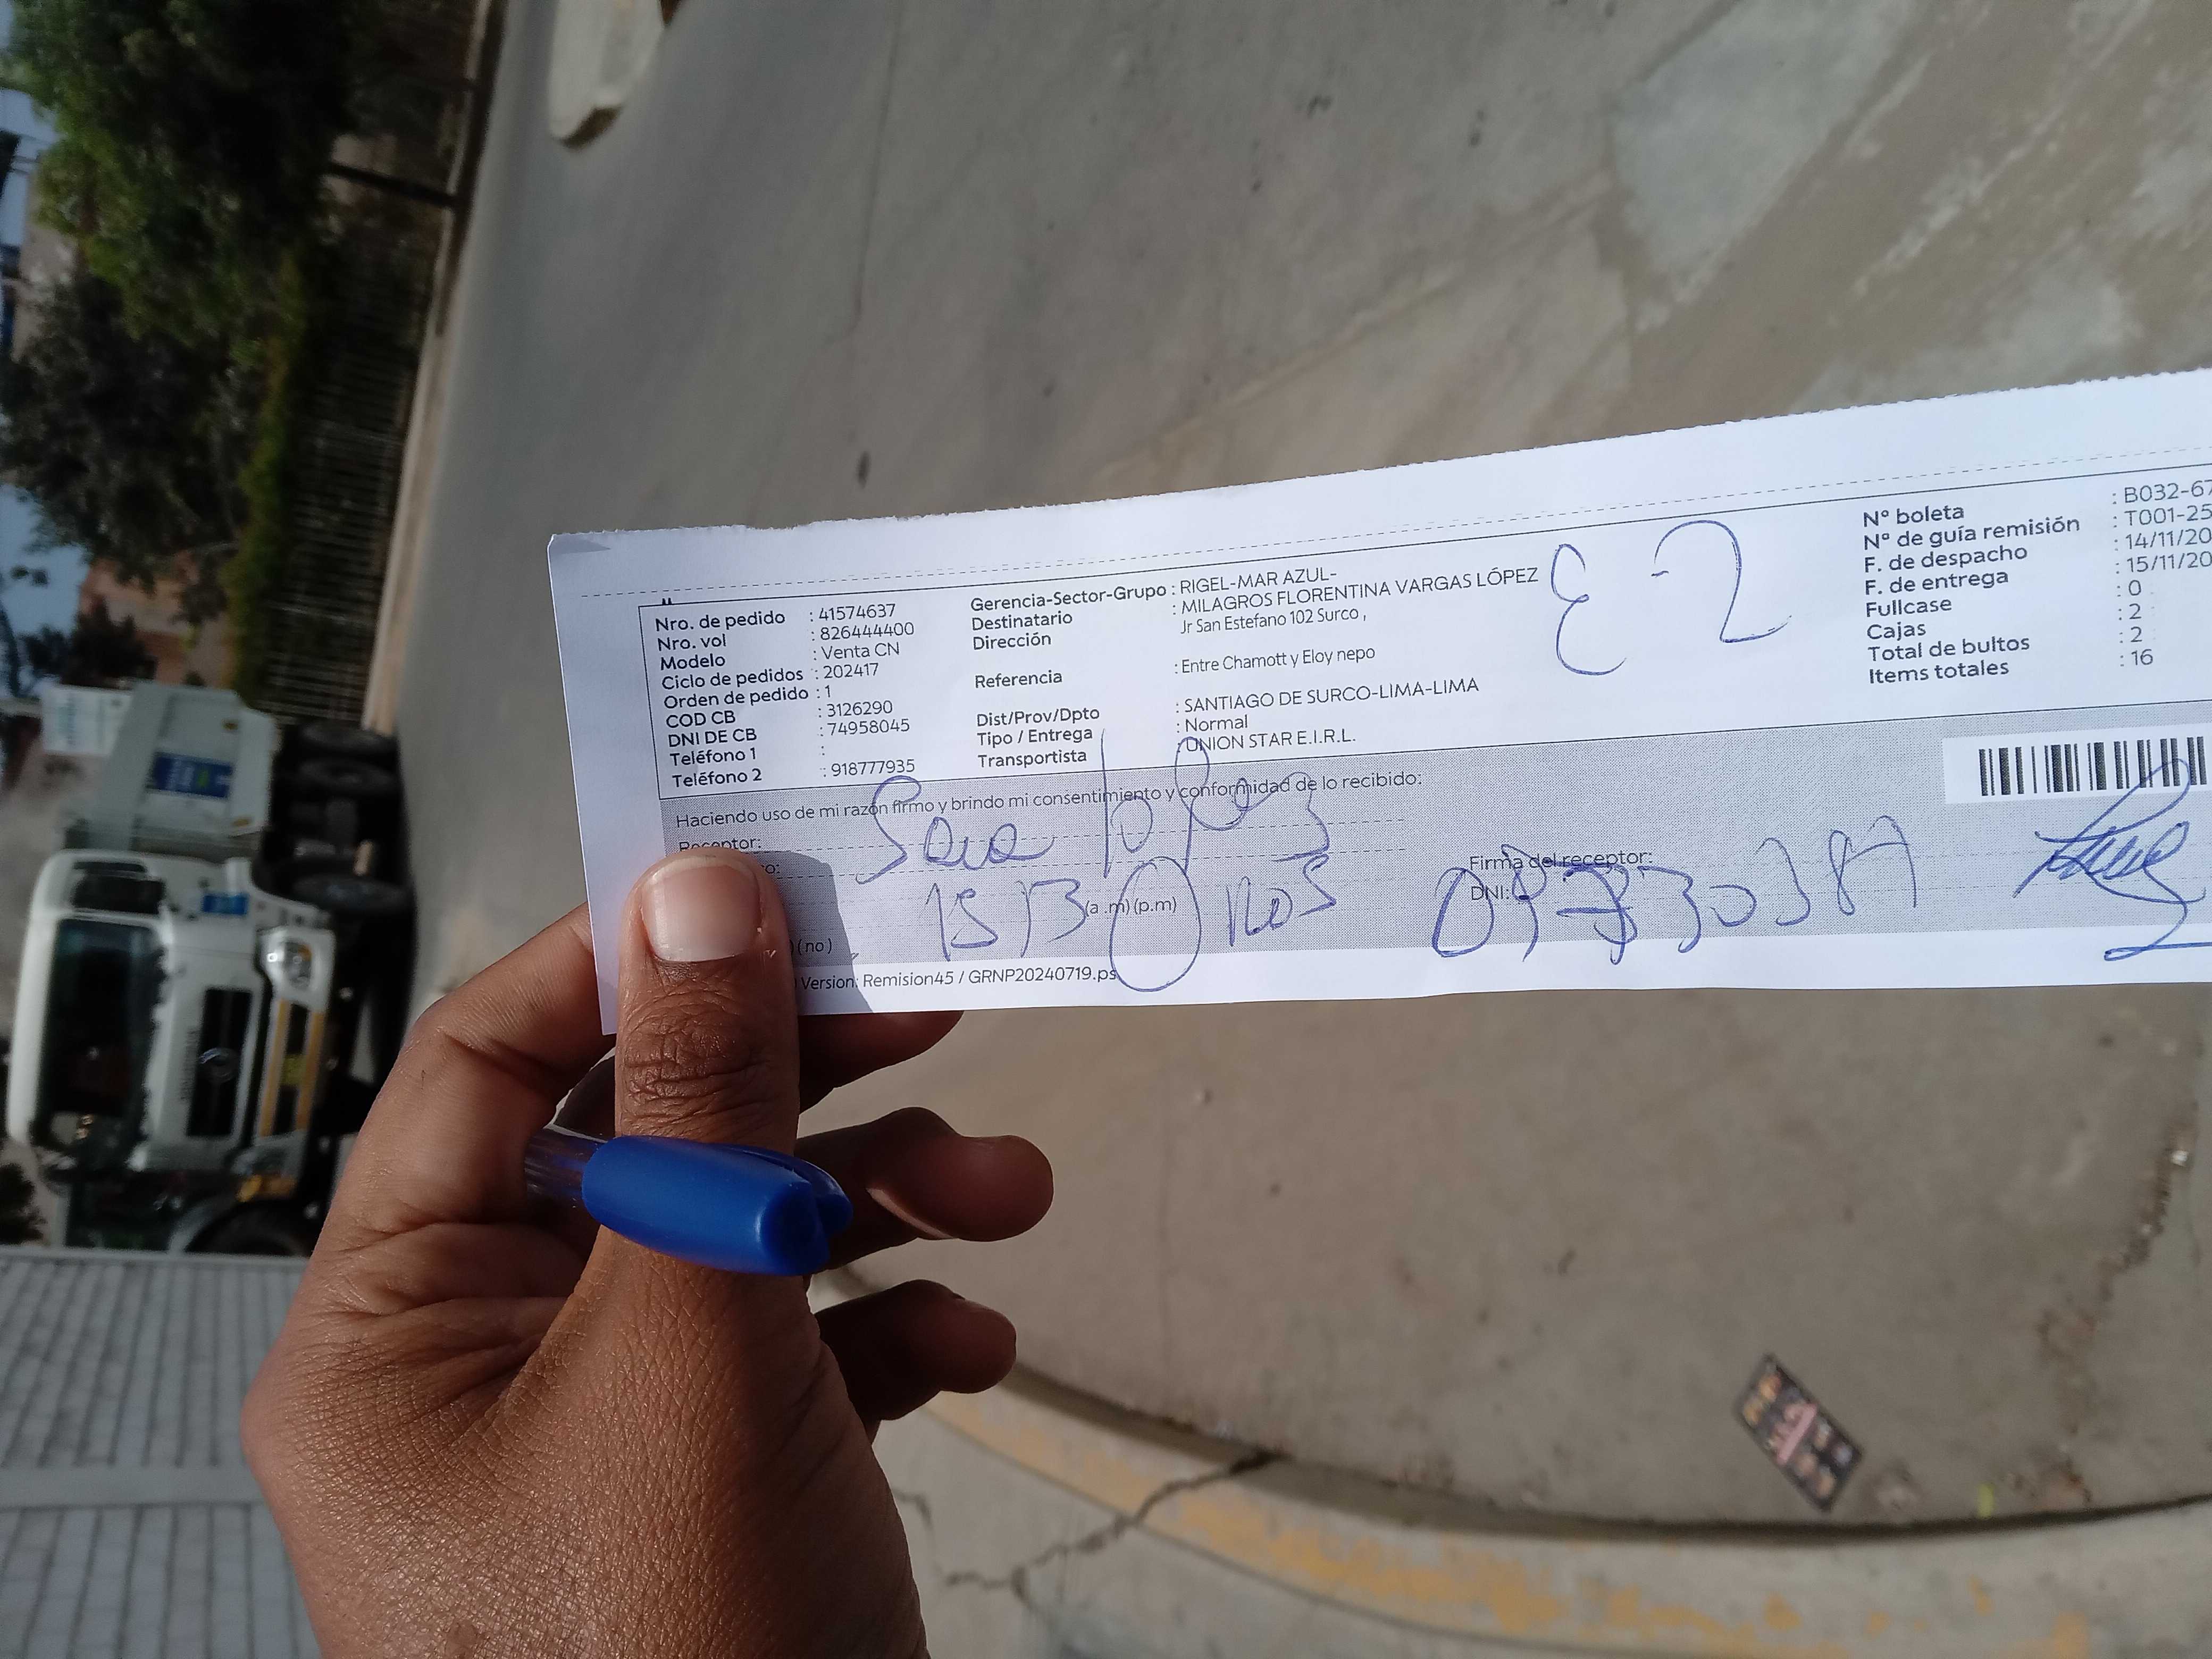 Nro. de pedido : 41574637
Nro. vol : 826444400
Modelo : Venta CN
Ciclo de pedidos : 202417
Orden de pedido : 1
COD CB : 3126290
DNI DE CB : 74958045
Teléfono 1 :
Teléfono 2 : 918777935
Gerencia-Sector-Grupo : RIGEL-MAR AZUL-
Destinatario : MILAGROS FLORENTINA VARGAS LÓPEZ
Dirección Jr San Estefano 102 Surco ,
Referencia : Entre Chamott y Eloy nepo
Dist/Prov/Dpto : SANTIAGO DE SURCO-LIMA-LIMA
Tipo / Entrega : Normal
Transportista : UNION STAR E.I.R.L.
E-2
Nº boleta : B032-67
Nº de guía remisión : T001-25
F. de despacho : 14/11/20
F. de entrega : 15/11/20
Fullcase : 0
Cajas : 2
Total de bultos : 2
Items totales : 16
Haciendo uso de mi razón firmo y brindo mi consentimiento y conformidad de lo recibido:
Receptor:
(a .m) (p.m)
Firma del receptor:
DNI:
) (no )
Version: Remision45 / GRNP20240719.ps